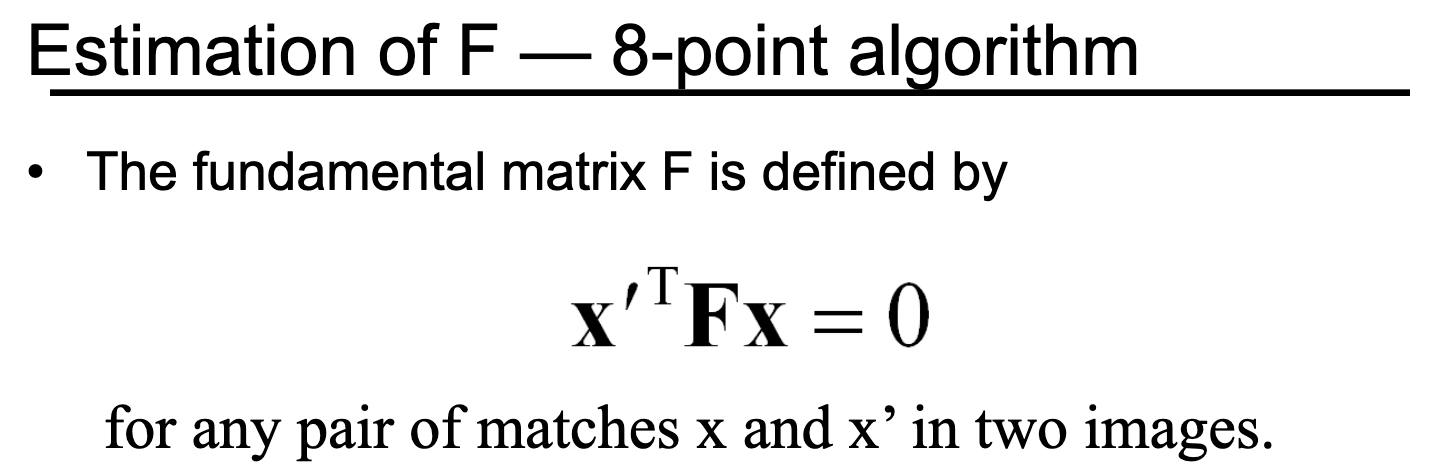 Estimation of F — 8-point algorithm
• The fundamental matrix F is defined by
x′ᵀFx = 0
for any pair of matches x and x’ in two images.